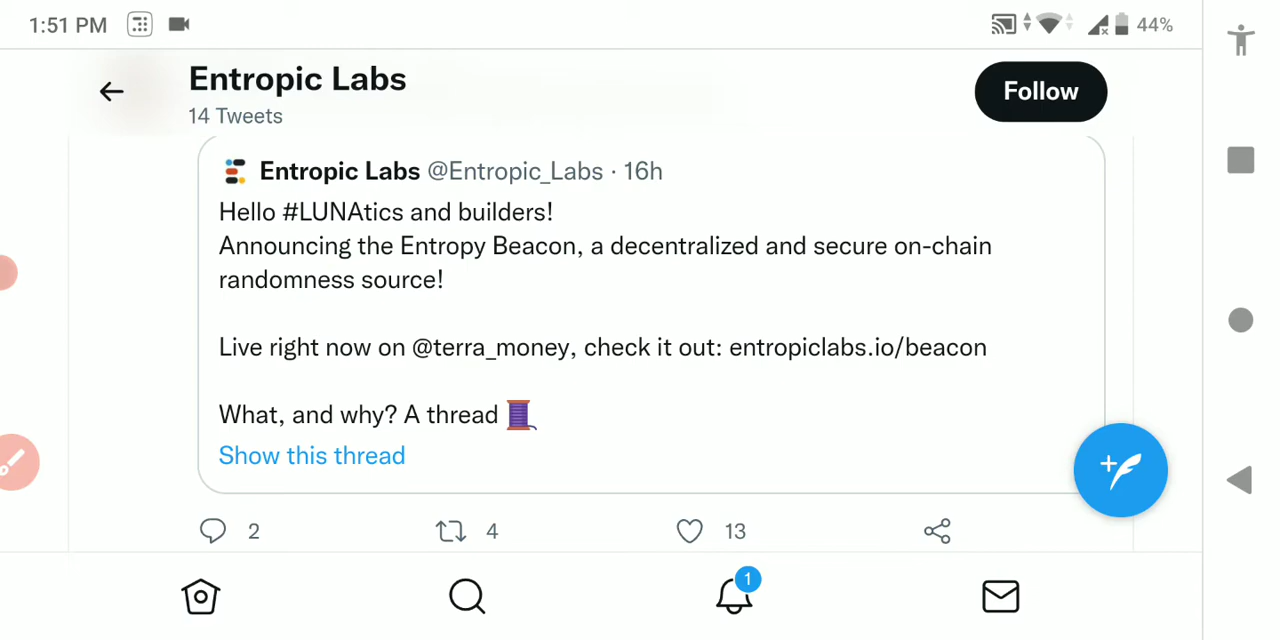 1:51 PM 44%
Entropic Labs
14 Tweets
Follow
Entropic Labs @Entropic_Labs · 16h
Hello #LUNAtics and builders!
Announcing the Entropy Beacon, a decentralized and secure on-chain
randomness source!
Live right now on @terra_money, check it out: entropiclabs.io/beacon
What, and why? A thread 🧵
Show this thread
2 4 13
1